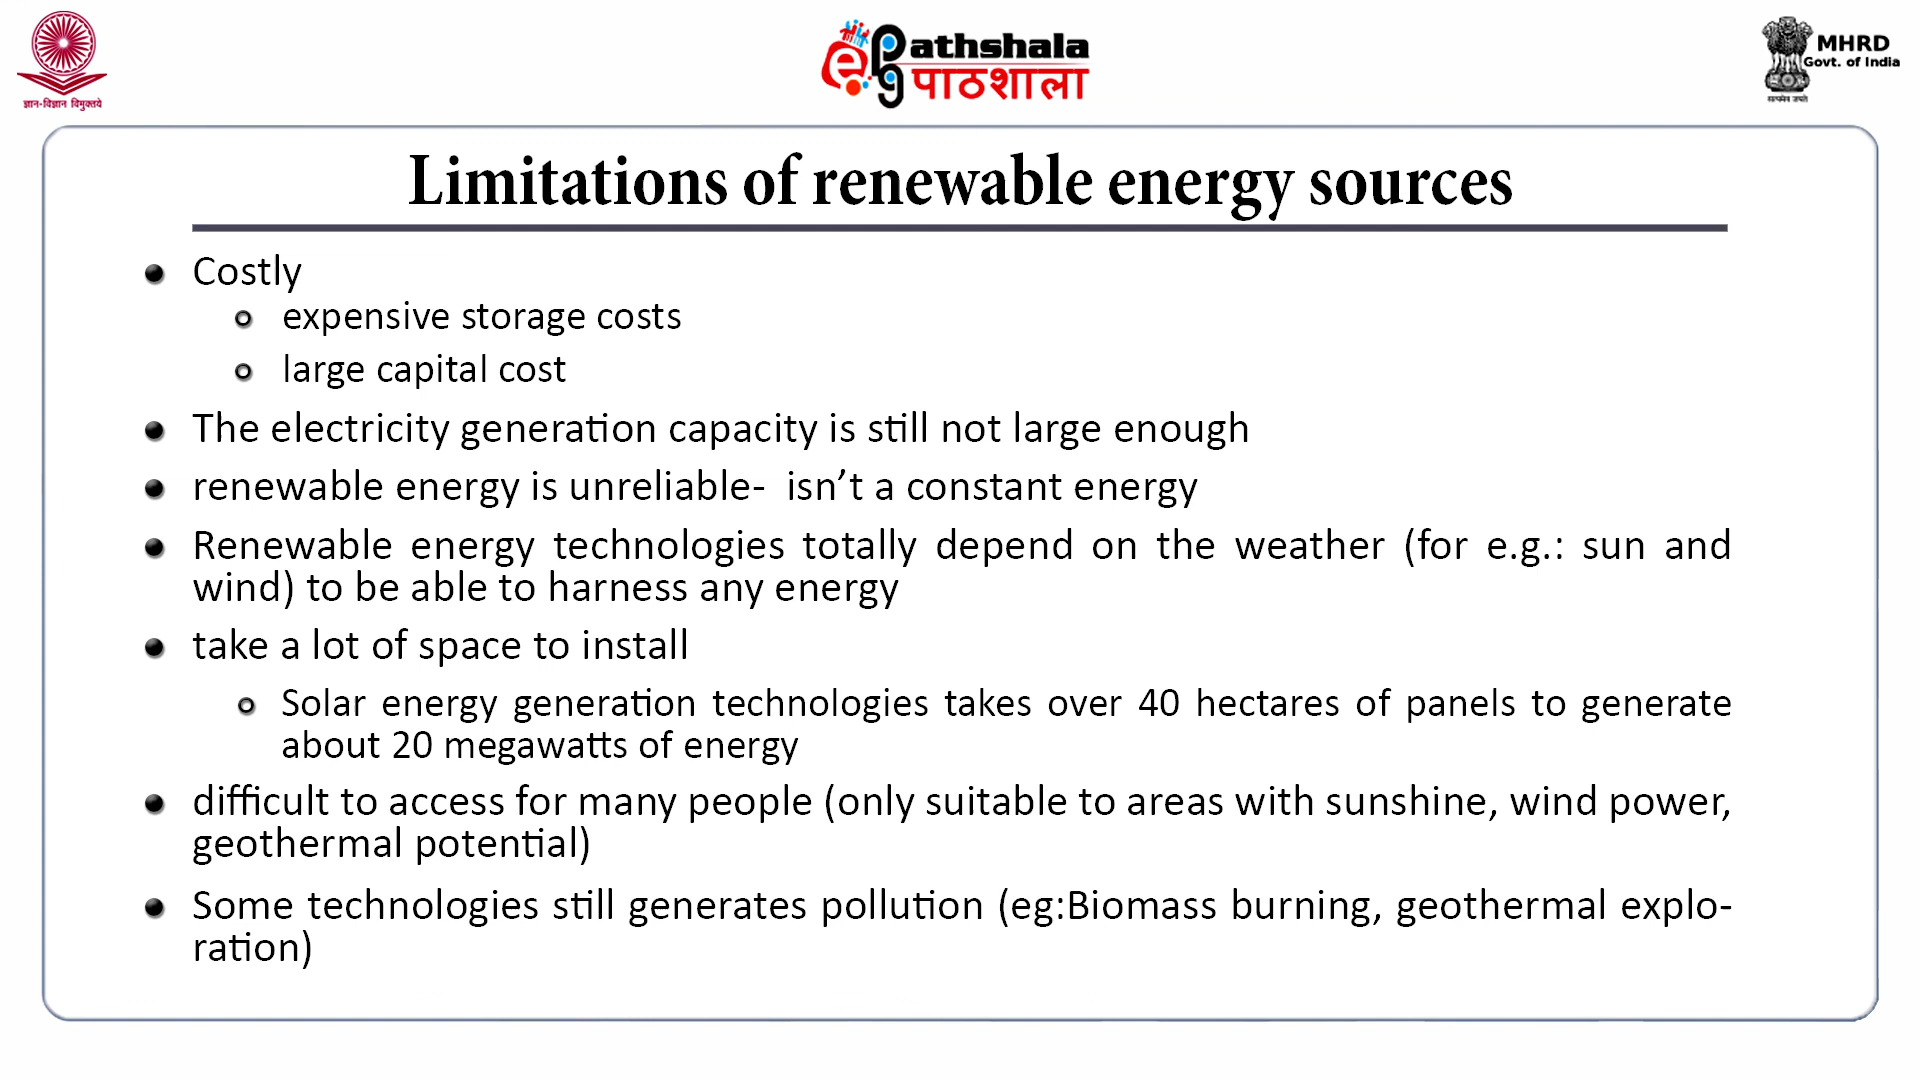 ज्ञान-विज्ञान विमुक्तये
ePathshala
पाठशाला
MHRD
Govt. of India
सत्यमेव जयते
Limitations of renewable energy sources
Costly
expensive storage costs
large capital cost
The electricity generation capacity is still not large enough
renewable energy is unreliable-  isn’t a constant energy
Renewable energy technologies totally depend on the weather (for e.g.: sun and
wind) to be able to harness any energy
take a lot of space to install
Solar energy generation technologies takes over 40 hectares of panels to generate
about 20 megawatts of energy
difficult to access for many people (only suitable to areas with sunshine, wind power,
geothermal potential)
Some technologies still generates pollution (eg:Biomass burning, geothermal explo-
ration)